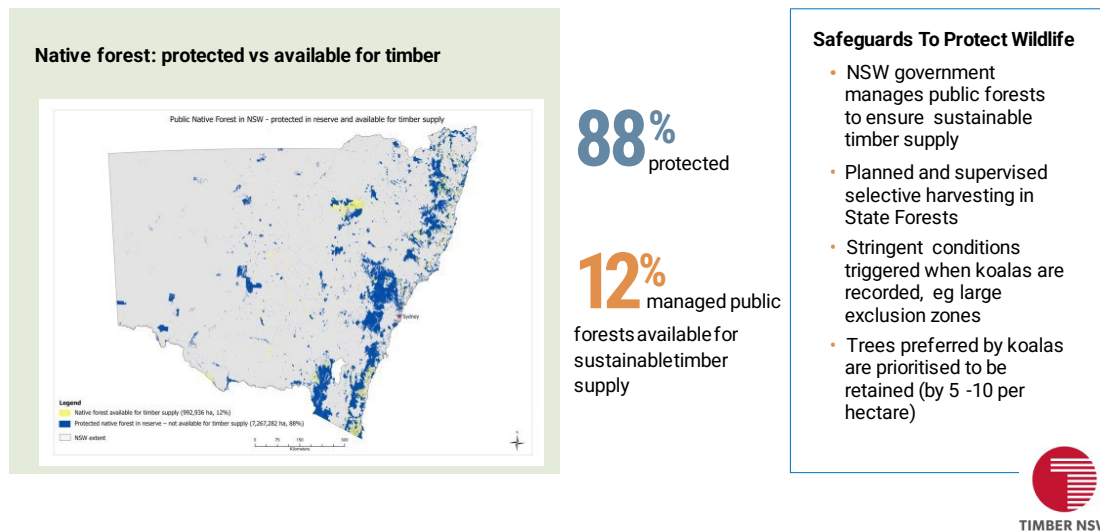 Native forest: protected vs available for timber
Public Native Forest in NSW - protected in reserve and available for timber supply
Sydney
Legend
Native forest available for timber supply (992,936 ha, 12%)
Protected native forest in reserve – not available for timber supply (7,267,282 ha, 88%)
NSW extent
0 75 150 300
Kilometers
88%
protected
12%
managed public
forests available for
sustainable timber
supply
Safeguards To Protect Wildlife
• NSW government
manages public forests
to ensure sustainable
timber supply
• Planned and supervised
selective harvesting in
State Forests
• Stringent conditions
triggered when koalas are
recorded, eg large
exclusion zones
• Trees preferred by koalas
are prioritised to be
retained (by 5 -10 per
hectare)
TIMBER NSW